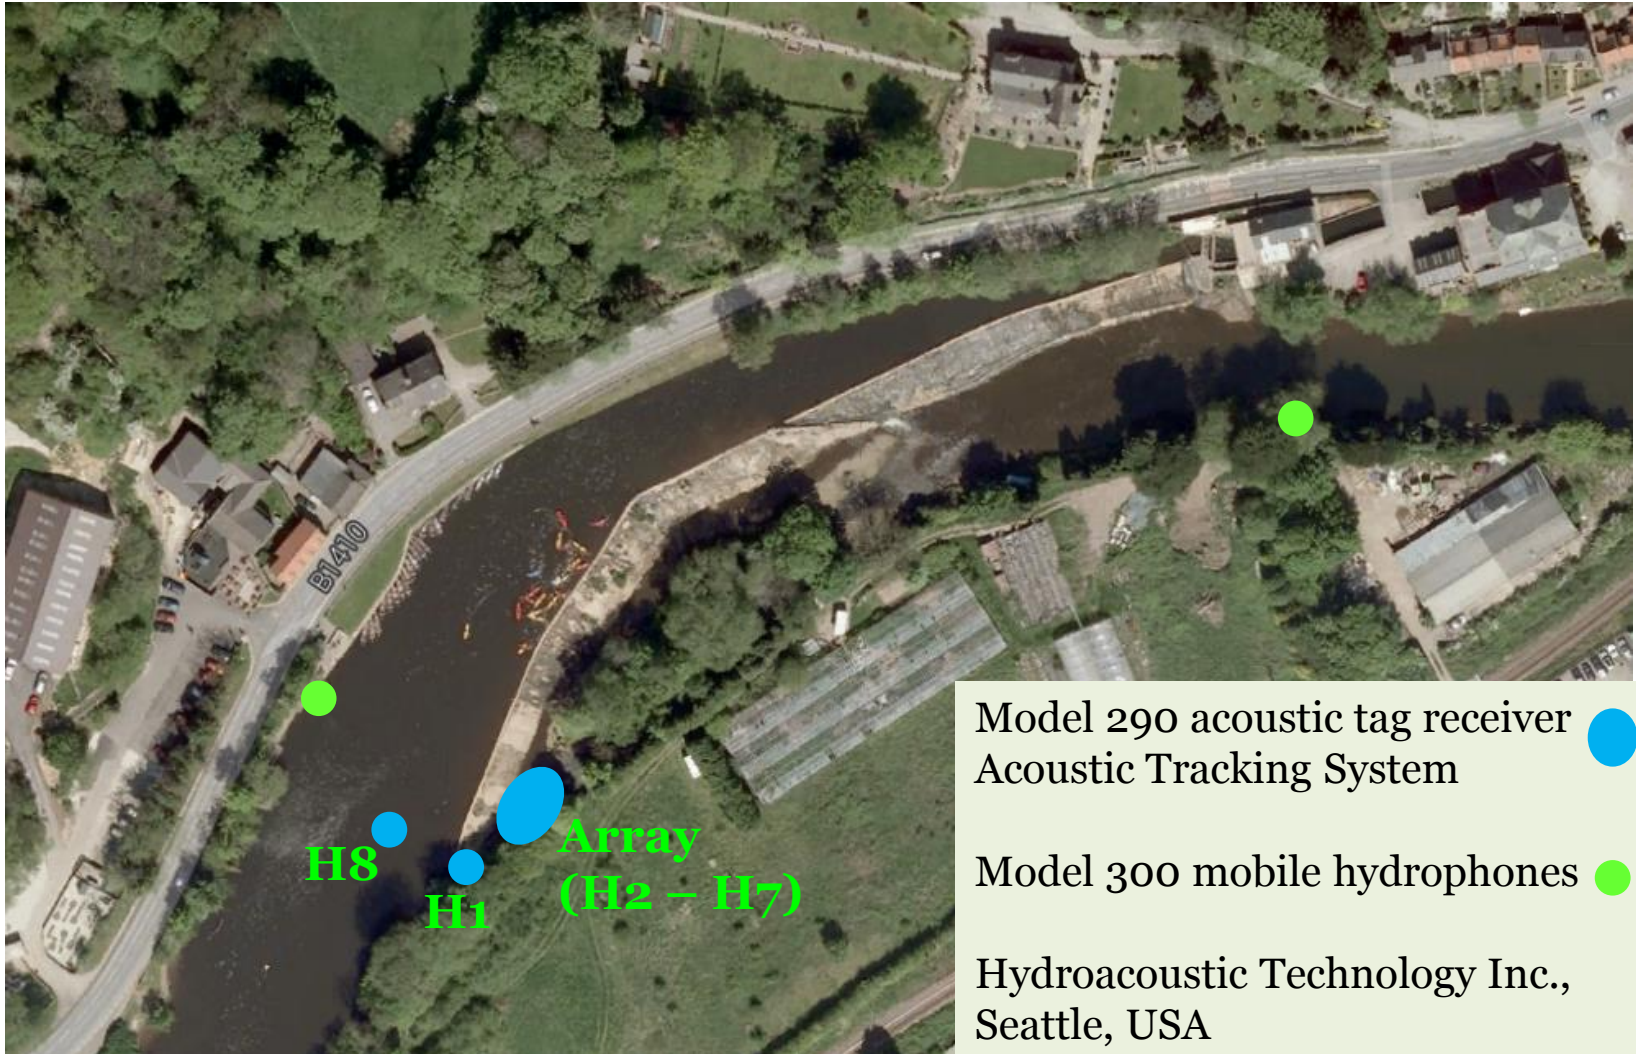 B1410
H8
H1
Array
(H2 – H7)
Model 290 acoustic tag receiver
Acoustic Tracking System
Model 300 mobile hydrophones
Hydroacoustic Technology Inc.,
Seattle, USA